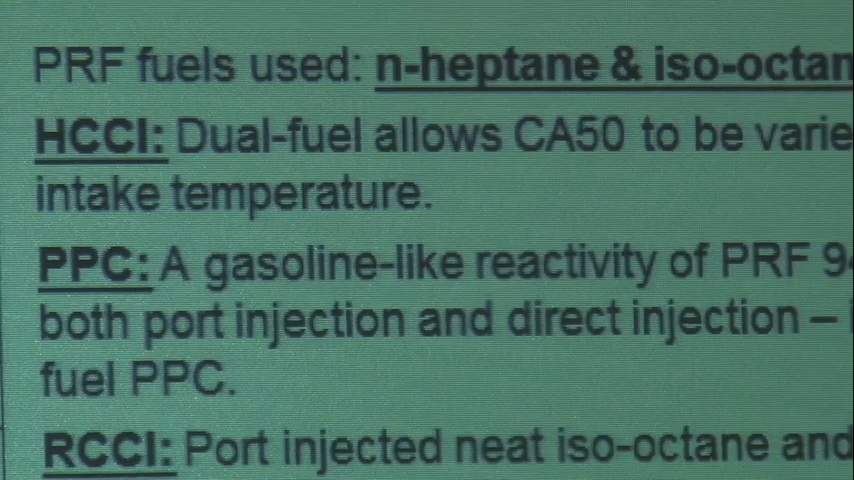 PRF fuels used: n-heptane & iso-octan
HCCI: Dual-fuel allows CA50 to be varie
intake temperature.
PPC: A gasoline-like reactivity of PRF 9
both port injection and direct injection –
fuel PPC.
RCCI: Port injected neat iso-octane and